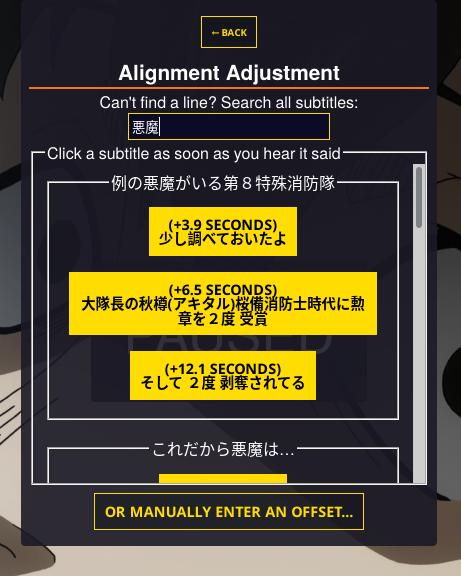 ← BACK
Alignment Adjustment
Can't find a line? Search all subtitles:
悪魔
Click a subtitle as soon as you hear it said
例の悪魔がいる第８特殊消防隊
(+3.9 SECONDS)
少し調べておいたよ
(+6.5 SECONDS)
大隊長の秋樽(アキタル)桜備消防士時代に勲
章を２度 受賞
(+12.1 SECONDS)
そして ２度 剥奪されてる
PAUSED
これだから悪魔は…
OR MANUALLY ENTER AN OFFSET...